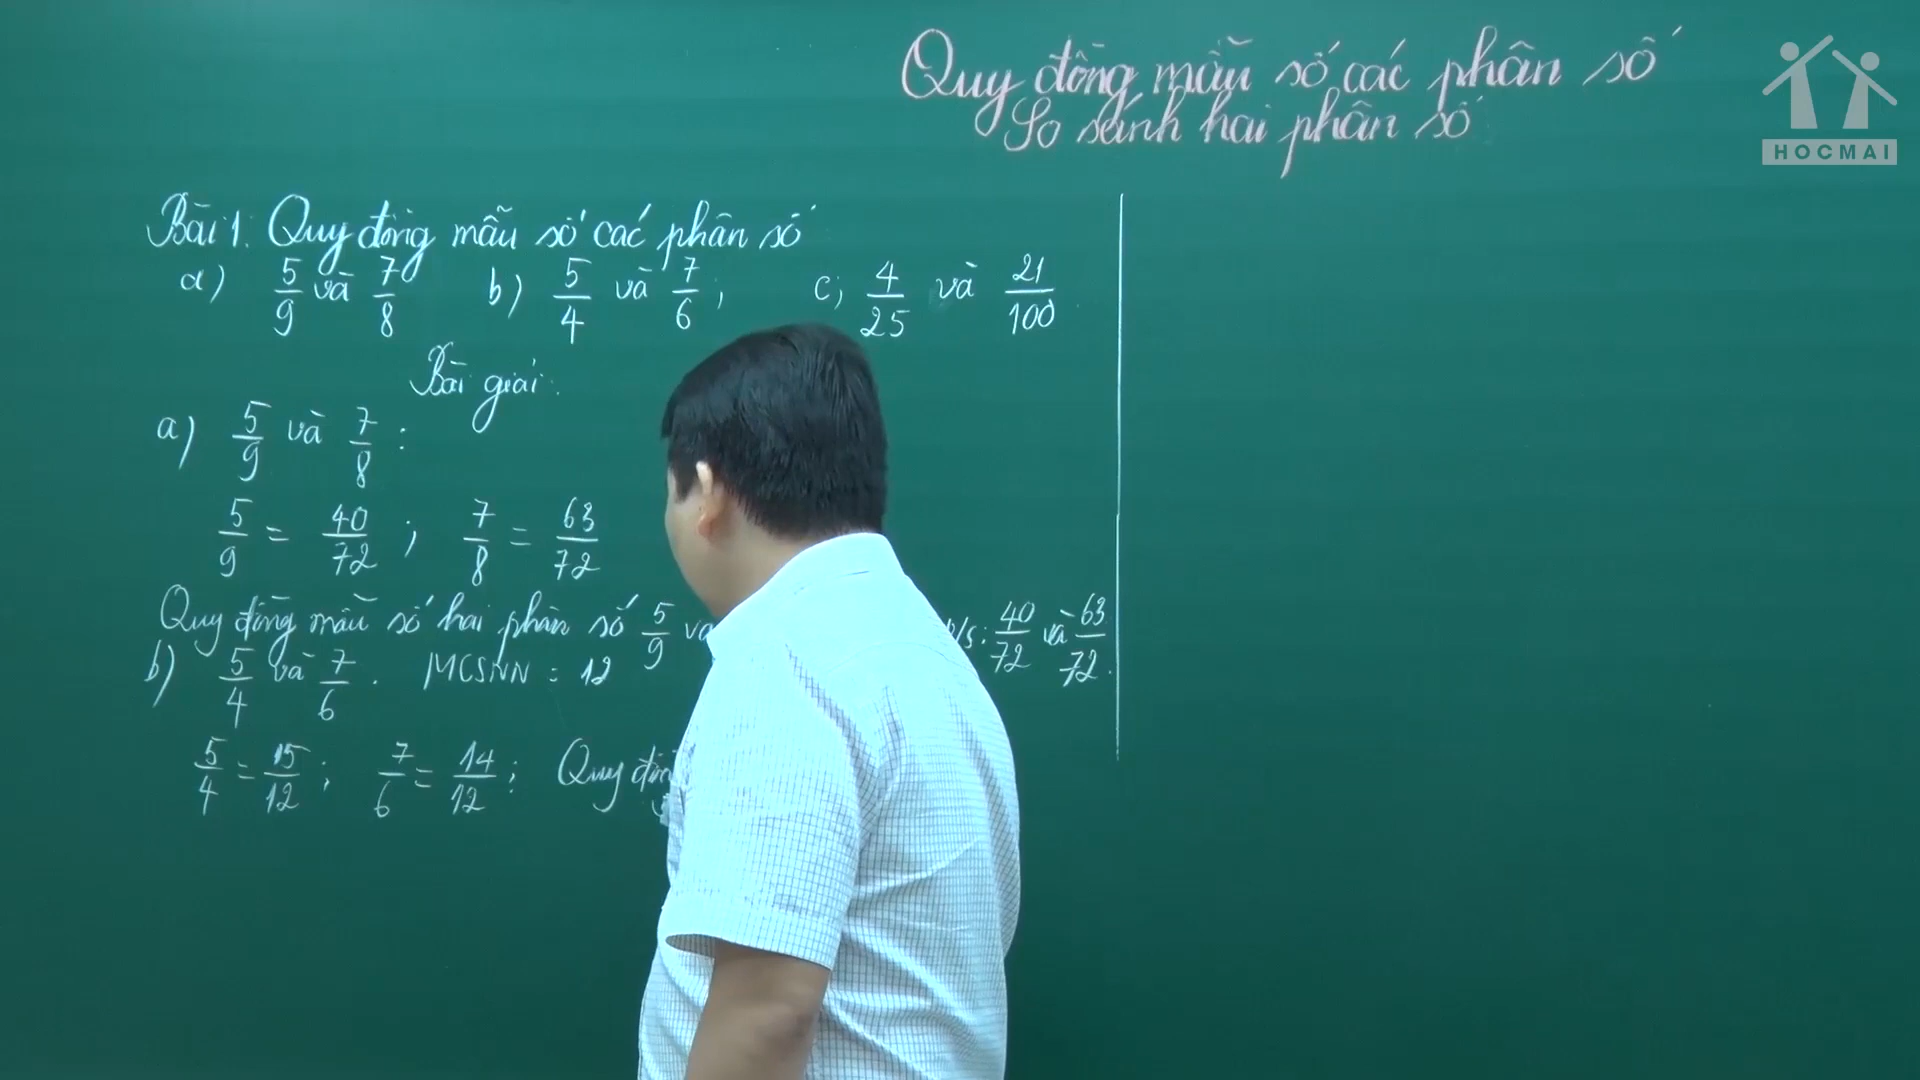 Quy đồng mẫu số các phân số
So sánh hai phân số
HOCMAI
Bài 1: Quy đồng mẫu số các phân số
a) 5/9 và 7/8 b) 5/4 và 7/6; c; 4/25 và 21/100
Bài giải:
a) 5/9 và 7/8:
5/9 = 40/72; 7/8 = 63/72
Quy đồng mẫu số hai phân số 5/9 và : 40/72 và 63/72.
b) 5/4 và 7/6. MCSNN = 12
5/4 = 15/12; 7/6 = 14/12; Quy